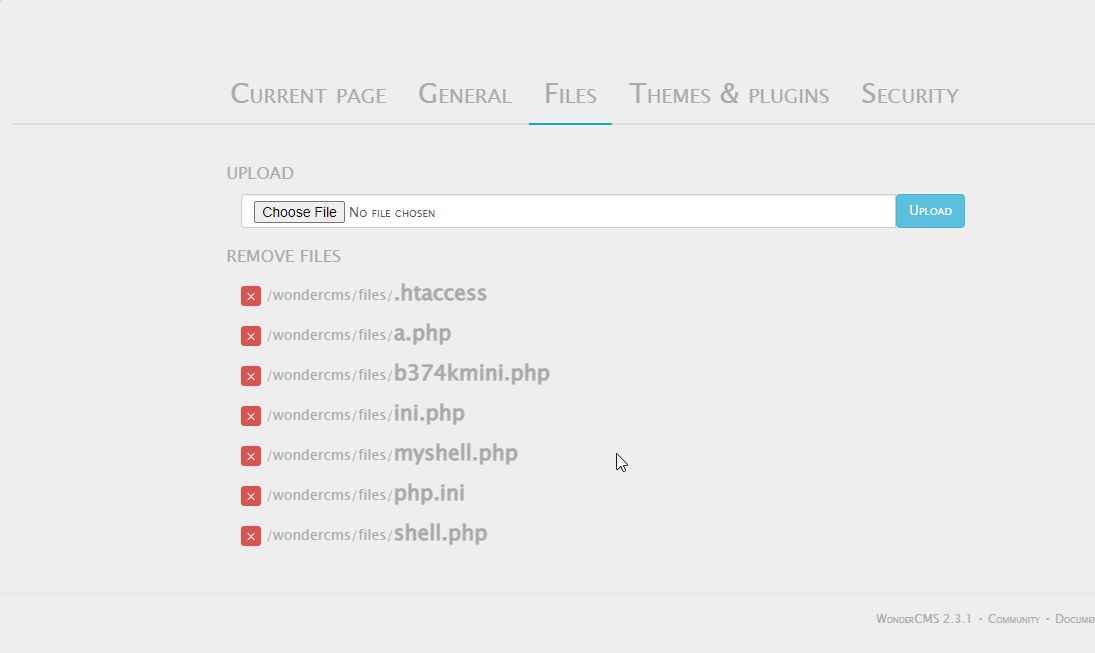 Current page General Files Themes & plugins Security
UPLOAD
Choose File No file chosen Upload
REMOVE FILES
/wondercms/files/.htaccess
/wondercms/files/a.php
/wondercms/files/b374kmini.php
/wondercms/files/ini.php
/wondercms/files/myshell.php
/wondercms/files/php.ini
/wondercms/files/shell.php
WonderCMS 2.3.1 • Community • Documen